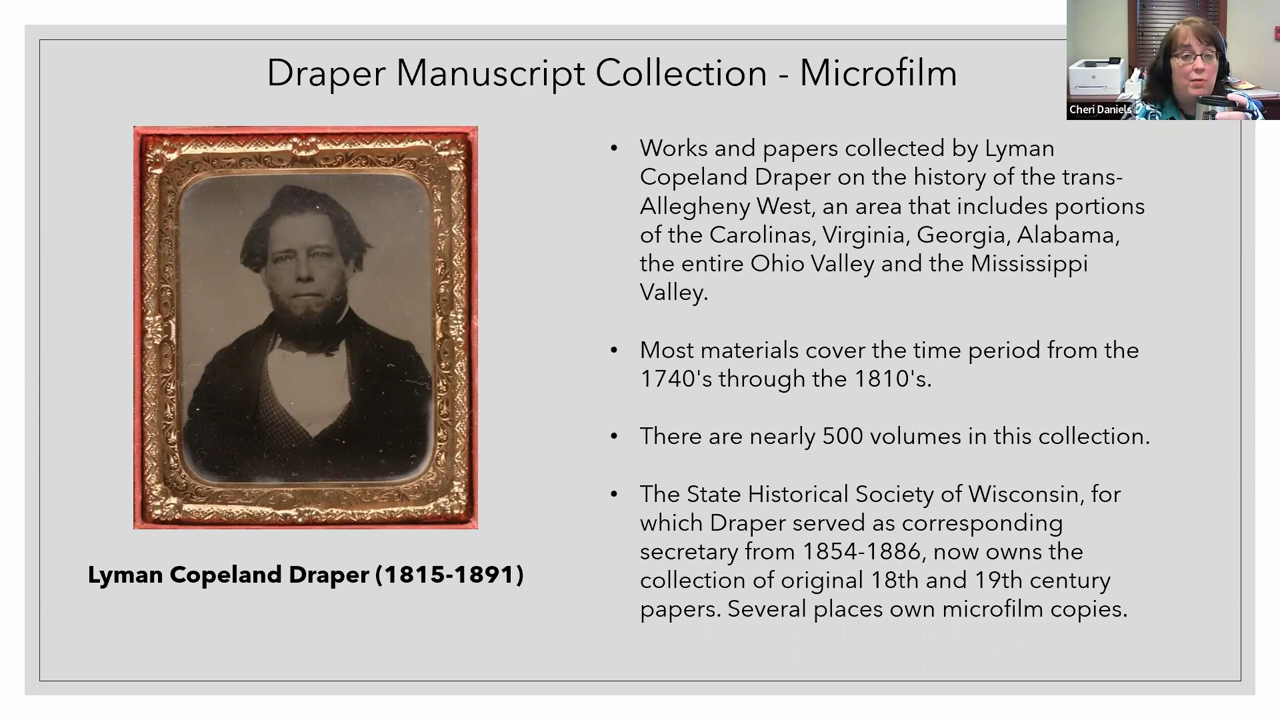 Draper Manuscript Collection - Microfilm
Cheri Daniels
• Works and papers collected by Lyman
Copeland Draper on the history of the trans-
Allegheny West, an area that includes portions
of the Carolinas, Virginia, Georgia, Alabama,
the entire Ohio Valley and the Mississippi
Valley.
• Most materials cover the time period from the
1740's through the 1810's.
• There are nearly 500 volumes in this collection.
• The State Historical Society of Wisconsin, for
which Draper served as corresponding
secretary from 1854-1886, now owns the
collection of original 18th and 19th century
papers. Several places own microfilm copies.
Lyman Copeland Draper (1815-1891)